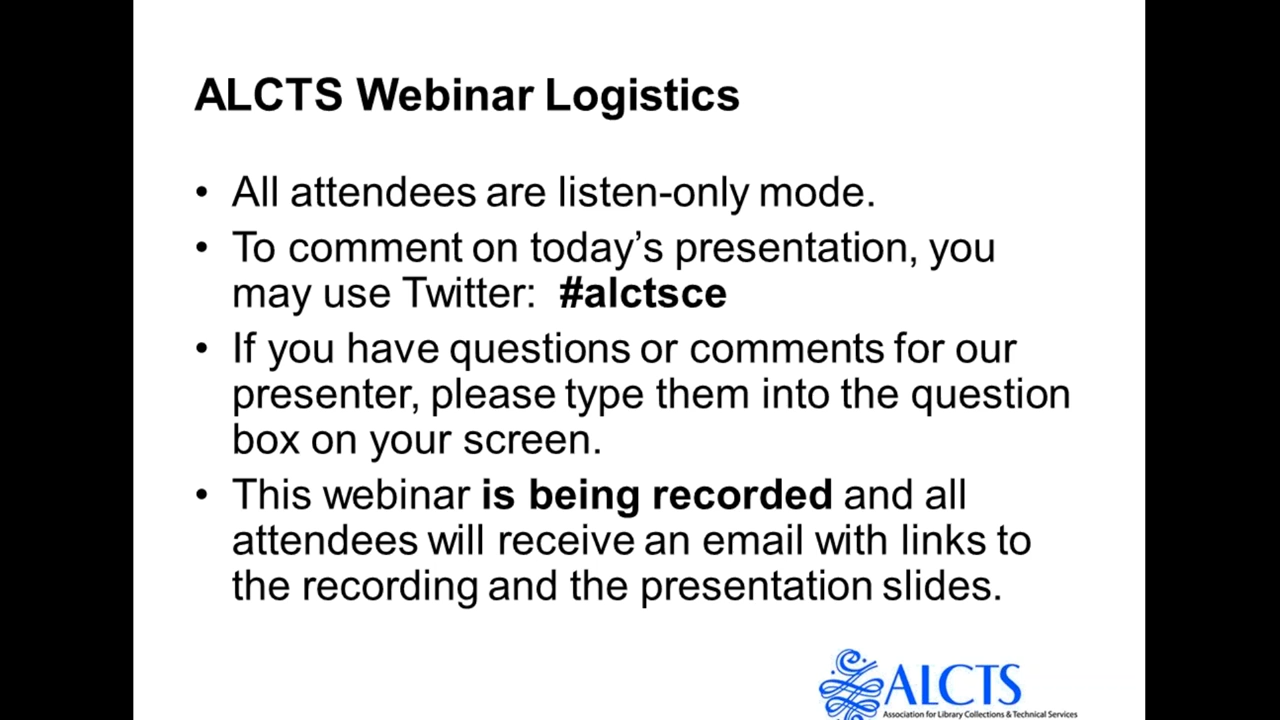 ALCTS Webinar Logistics
• All attendees are listen-only mode.
• To comment on today’s presentation, you
may use Twitter:  #alctsce
• If you have questions or comments for our
presenter, please type them into the question
box on your screen.
• This webinar is being recorded and all
attendees will receive an email with links to
the recording and the presentation slides.
ALCTS
Association for Library Collections & Technical Services